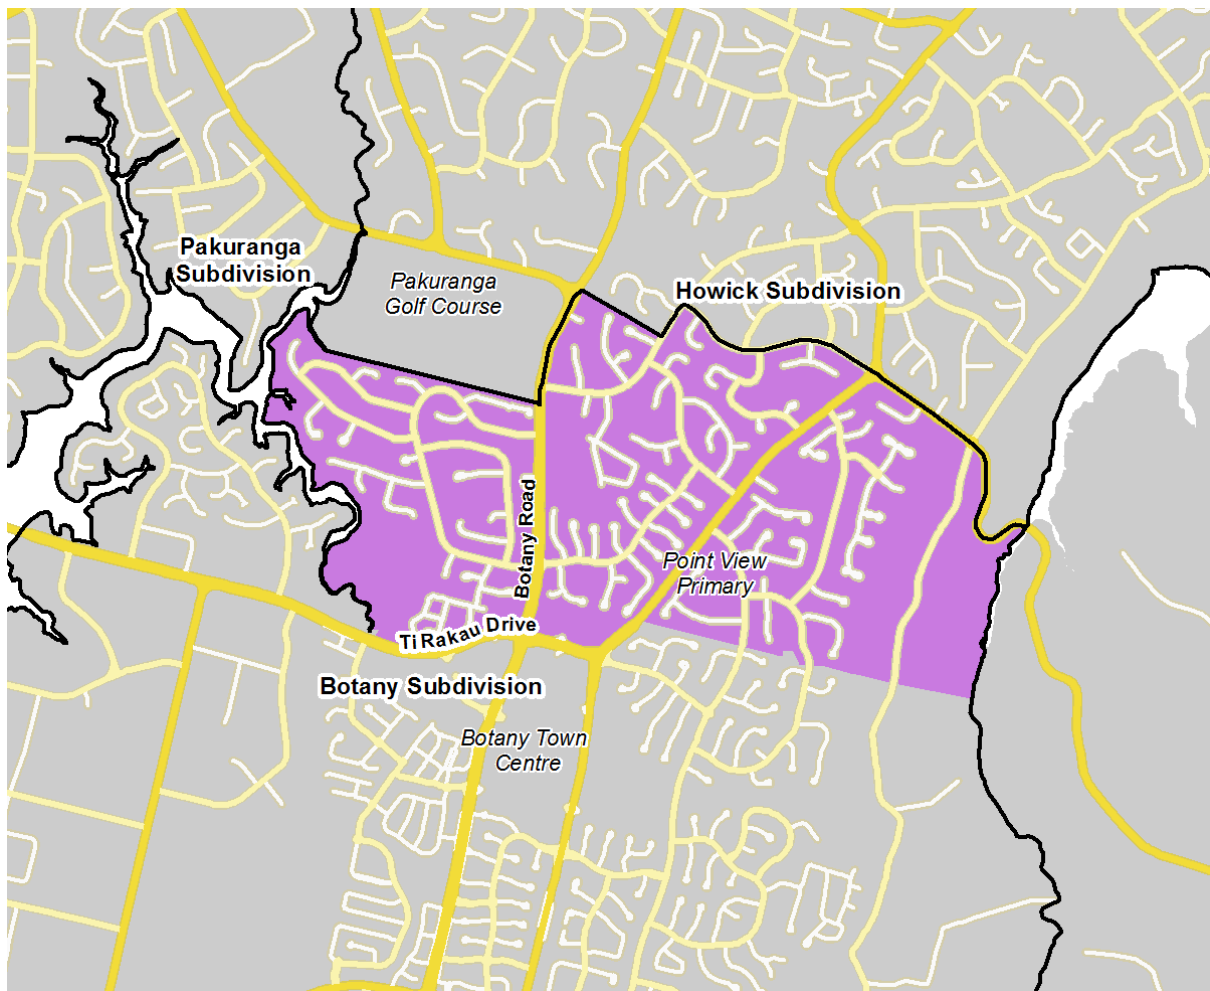 Pakuranga
Subdivision
Pakuranga
Golf Course
Howick Subdivision
Botany Road
Point View
Primary
Ti Rakau Drive
Botany Subdivision
Botany Town
Centre